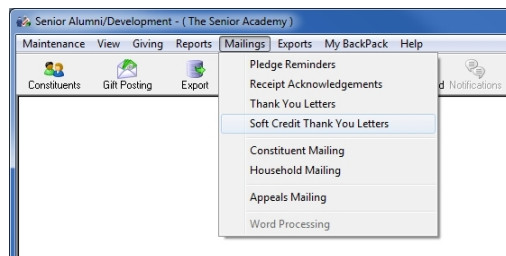 Senior Alumni/Development - ( The Senior Academy )
Maintenance View Giving Reports Mailings Exports My BackPack Help
Constituents Gift Posting Export d Notifications
Pledge Reminders
Receipt Acknowledgements
Thank You Letters
Soft Credit Thank You Letters
Constituent Mailing
Household Mailing
Appeals Mailing
Word Processing